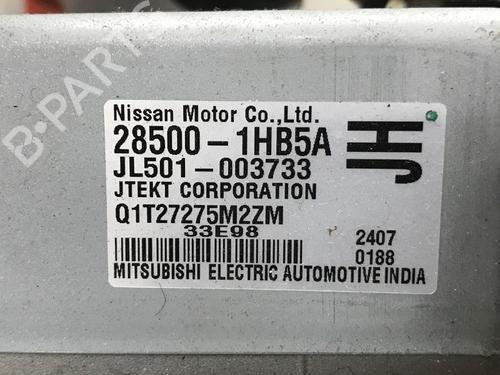 B-PARTS
Nissan Motor Co.,Ltd.
28500-1HB5A
JH
JL501-003733
JTEKT CORPORATION
Q1T27275M2ZM
33E98
2407
0188
MITSUBISHI ELECTRIC AUTOMOTIVE INDIA